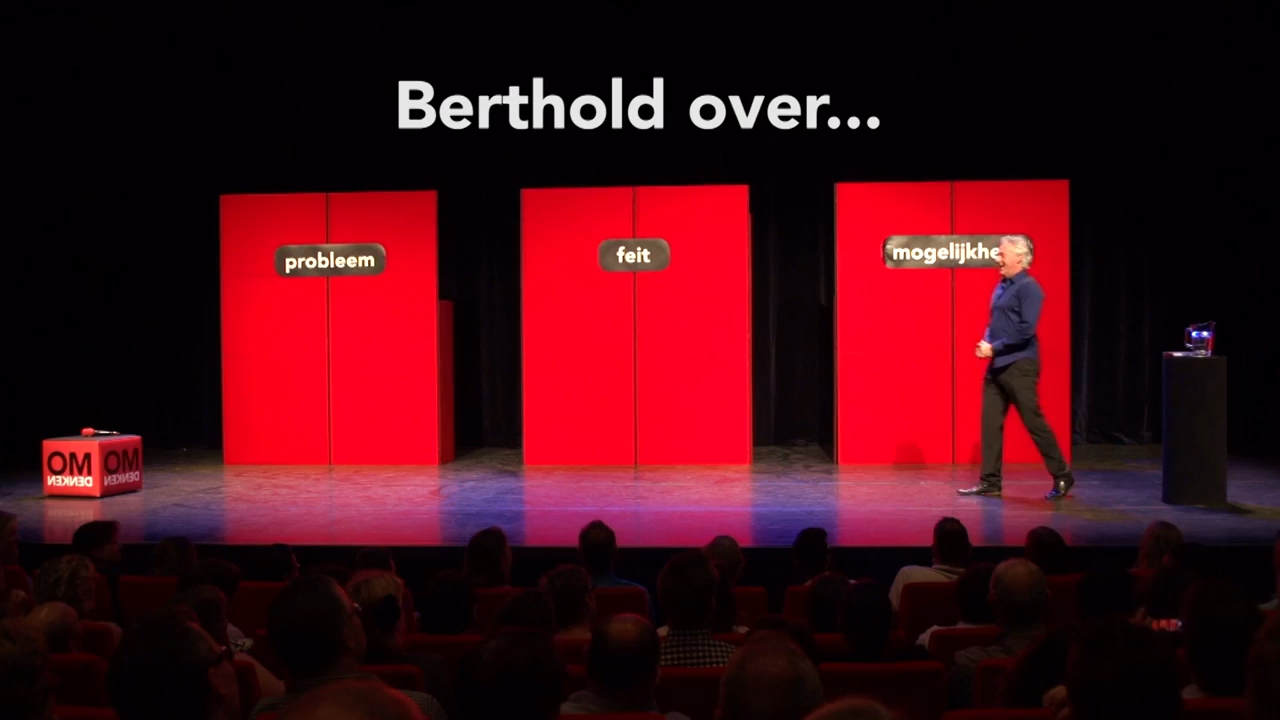 Berthold over...
probleem
feit
mogelijkhe
OM
DENKEN
OM
DENKEN